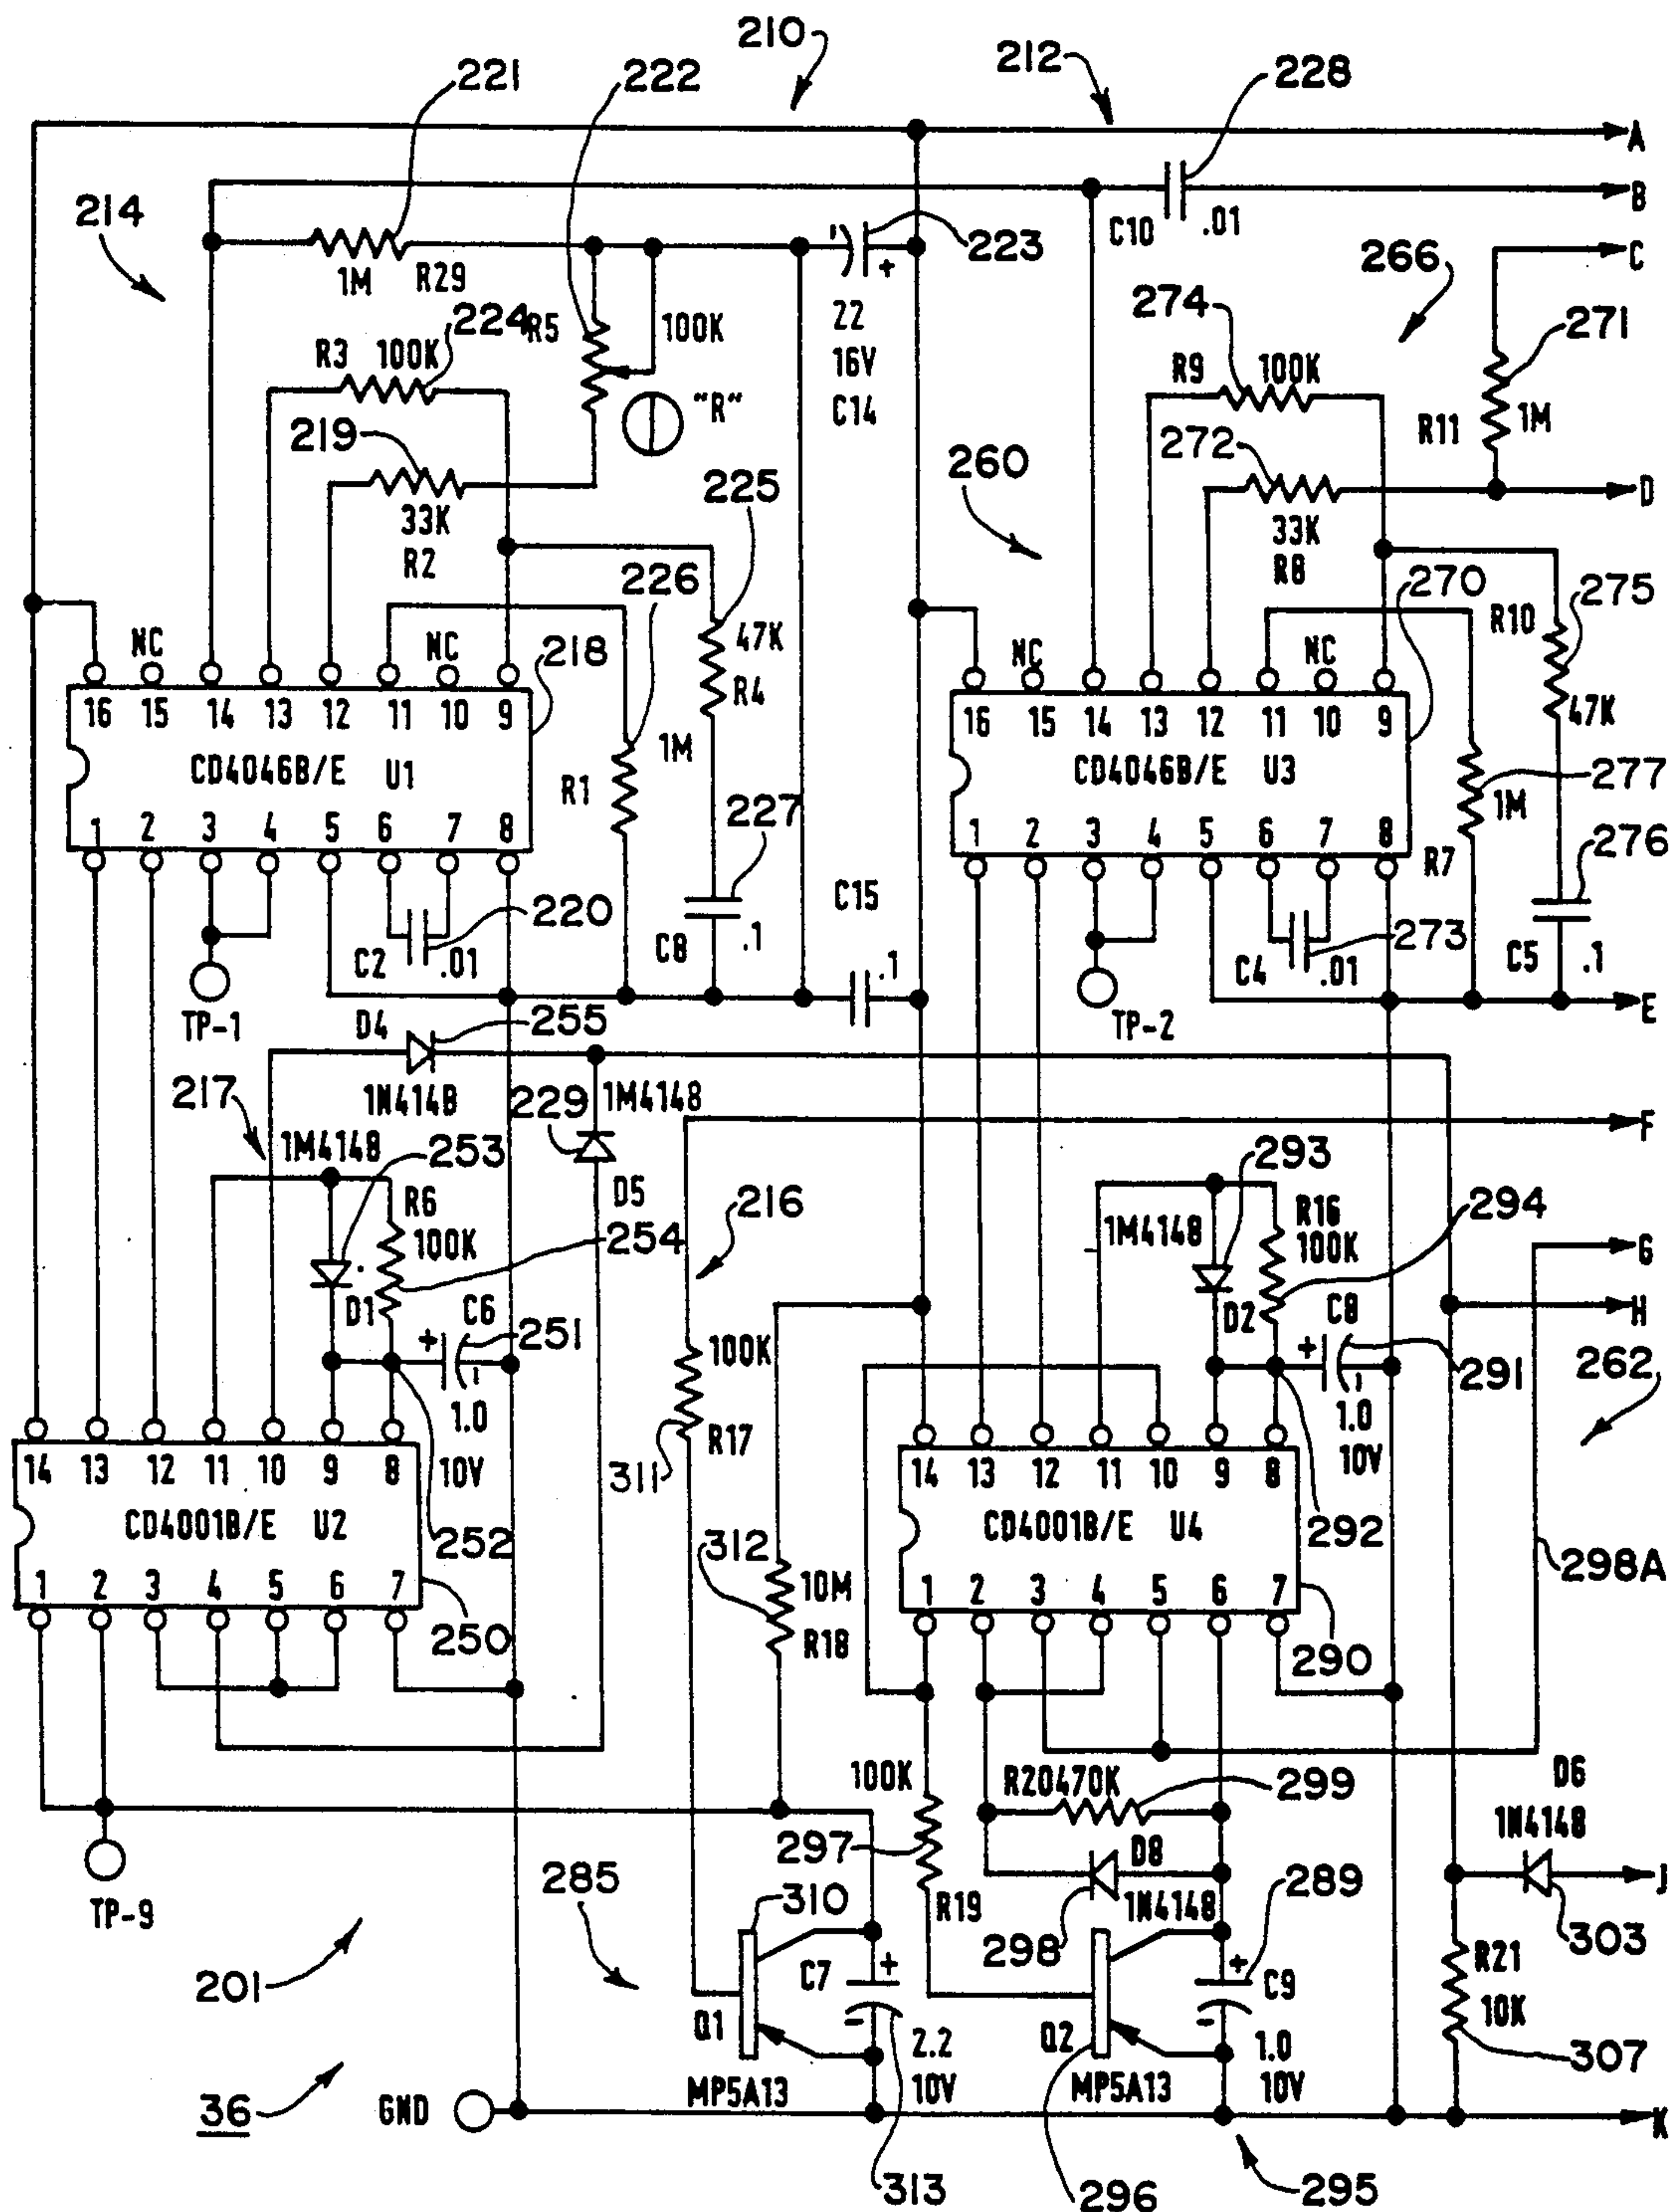 210
212
228
221
222
A
B
214
C10
.01
223
266
C
1M
R29
224
R5
100K
22
16V
C14
274
271
R3
100K
"R"
R9
100K
R11
1M
219
272
260
D
33K
R2
225
33K
R8
226
270
275
R10
NC
NC
47K
R4
218
NC
NC
47K
16 15 14 13 12 11 10 9
16 15 14 13 12 11 10 9
CD4046B/E U1
R1
1M
CD4046B/E U3
277
1M
1 2 3 4 5 6 7 8
227
1 2 3 4 5 6 7 8
R7
276
C15
220
C2
.01
C8
.1
.1
273
C4
.01
C5
.1
TP-1
D4
255
TP-2
E
217
1N414B
229
1M4148
F
1M4148
253
D5
216
293
R6
100K
254
1M4148
R16
100K
294
G
D1
C6
251
D2
C8
H
100K
291
262
1.0
10V
R17
1.0
10V
14 13 12 11 10 9 8
311
14 13 12 11 10 9 8
CD4001B/E U2
252
312
CD4001B/E U4
292
298A
1 2 3 4 5 6 7
250
10M
R18
1 2 3 4 5 6 7
290
100K
R20
470K
299
D6
1N4148
297
D8
J
TP-9
285
310
R19
1N4148
289
298
303
201
C7
+
+
C9
R21
10K
Q1
-
Q2
-
2.2
10V
1.0
10V
307
MP5A13
MP5A13
36
GND
K
313
296
295